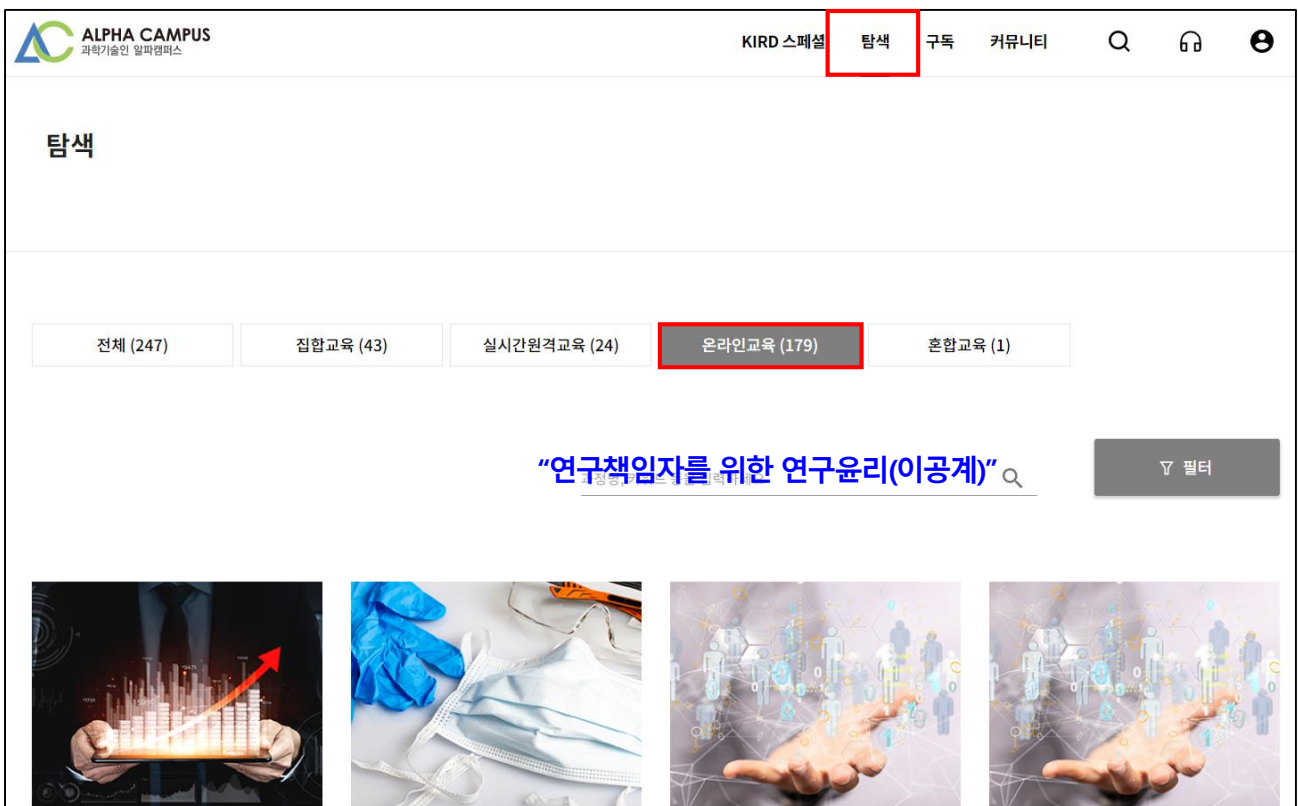 ALPHA CAMPUS
과학기술인 알파캠퍼스
KIRD 스페셜 탐색 구독 커뮤니티
탐색
전체 (247) 집합교육 (43) 실시간원격교육 (24) 온라인교육 (179) 혼합교육 (1)
“연구책임자를 위한 연구윤리(이공계)”
필터